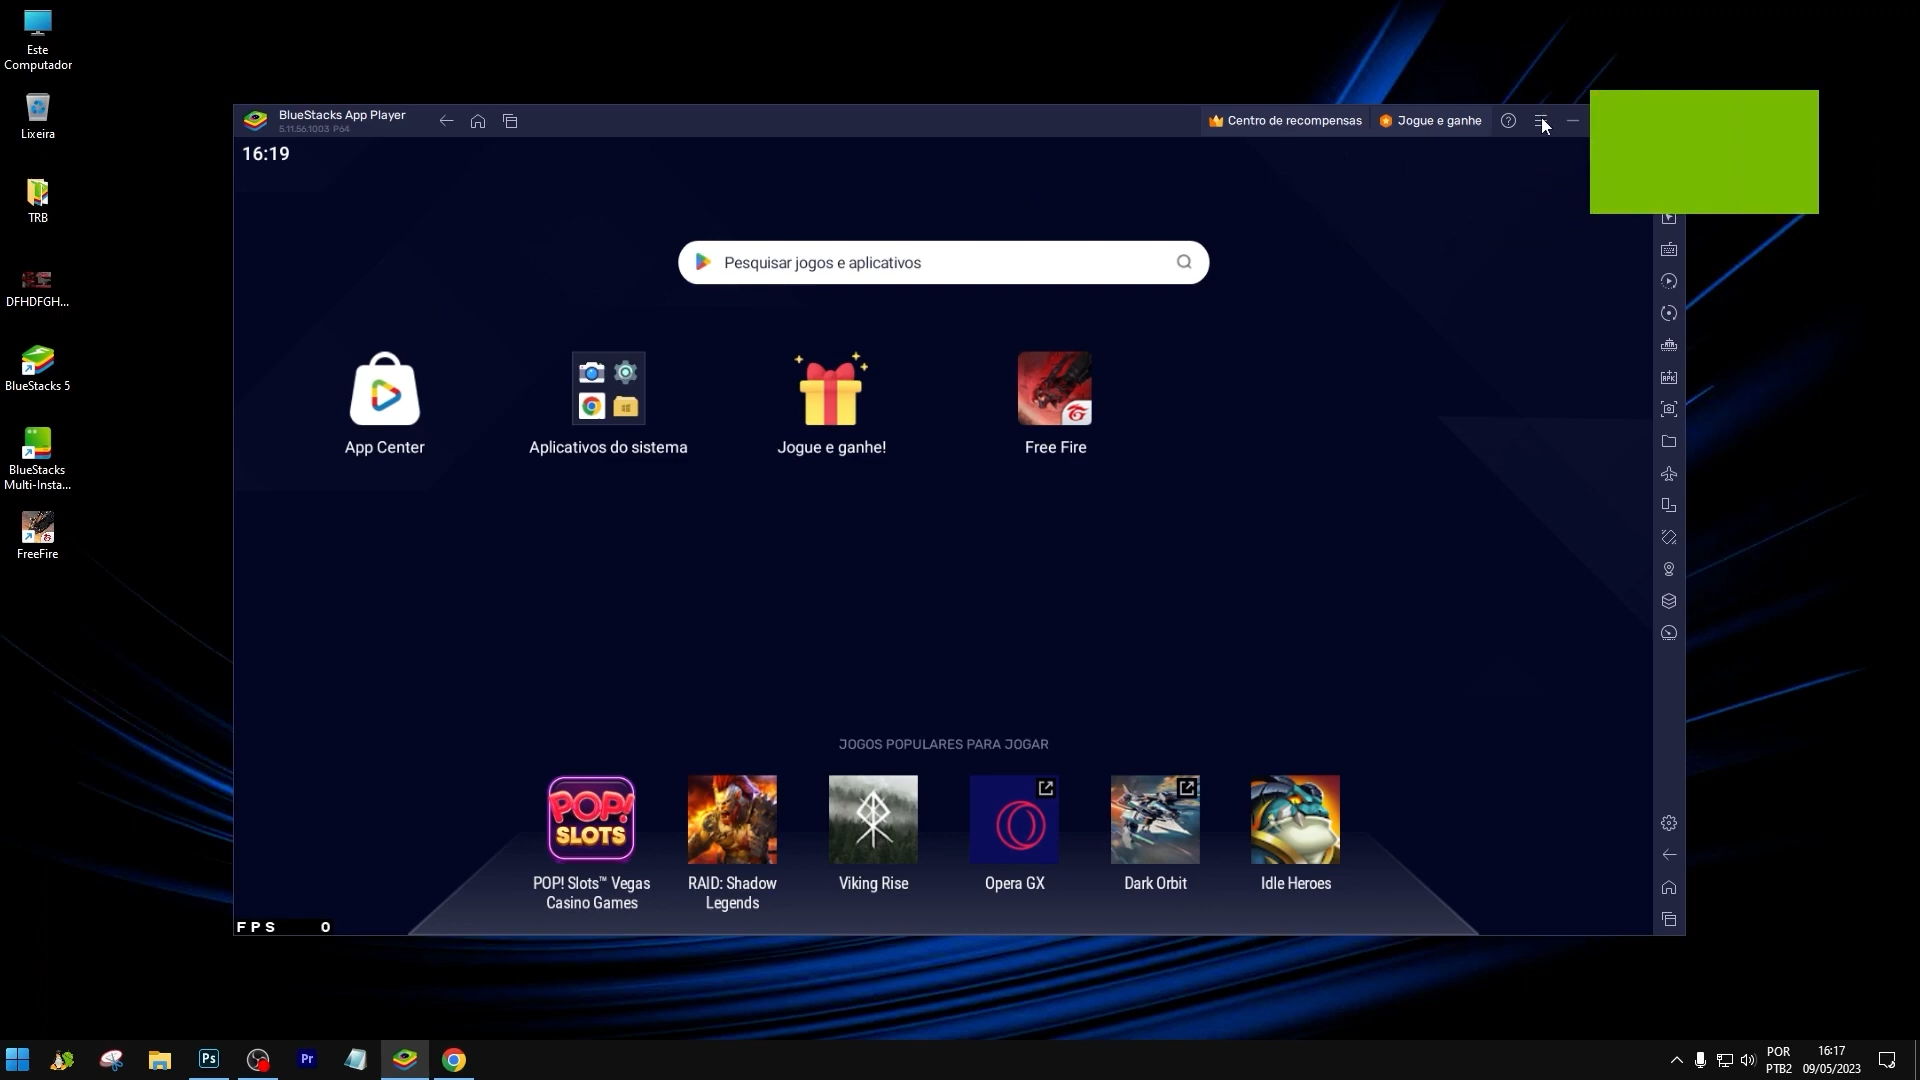 Este
Computador
Lixeira
TRB
DFHDFGH...
BlueStacks 5
BlueStacks
Multi-Insta...
FreeFire
BlueStacks App Player
5.11.56.1003 P64
Centro de recompensas
Jogue e ganhe
16:19
Pesquisar jogos e aplicativos
App Center
Aplicativos do sistema
Jogue e ganhe!
Free Fire
JOGOS POPULARES PARA JOGAR
POP!
SLOTS
POP! Slots™ Vegas
Casino Games
RAID: Shadow
Legends
Viking Rise
Opera GX
Dark Orbit
Idle Heroes
FPS 0
APK
Ps
Pr
POR
PTB2
16:17
09/05/2023